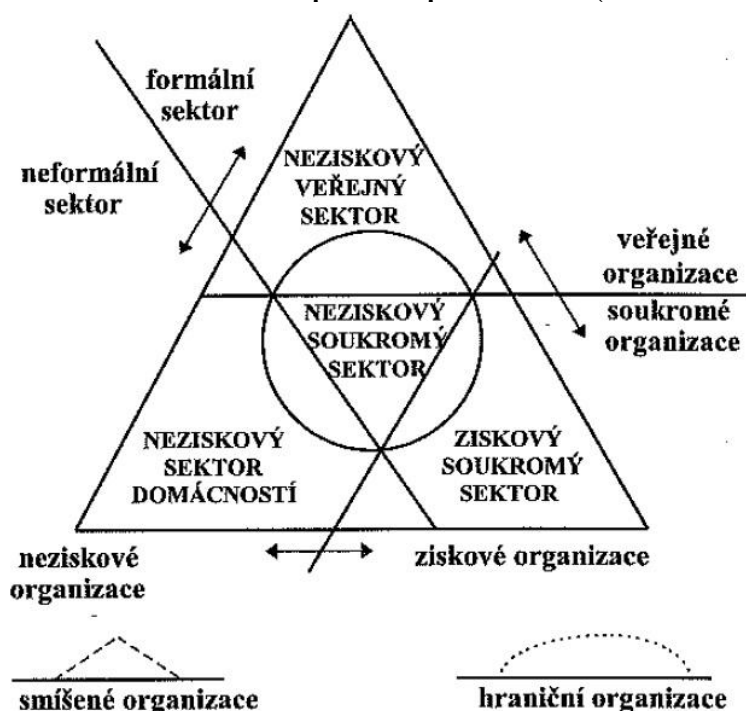 formální
sektor
neformální
sektor
NEZISKOVÝ
VEŘEJNÝ
SEKTOR
veřejné
organizace
soukromé
organizace
NEZISKOVÝ
SOUKROMÝ
SEKTOR
NEZISKOVÝ
SEKTOR
DOMÁCNOSTÍ
ZISKOVÝ
SOUKROMÝ
SEKTOR
neziskové
organizace
ziskové organizace
smíšené organizace
hraniční organizace